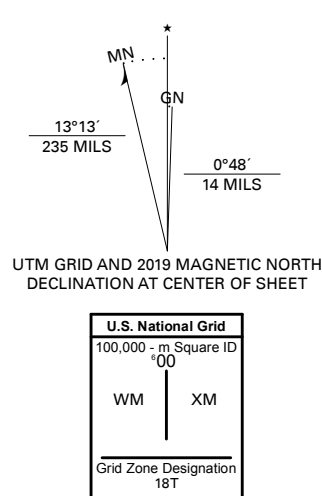 ★
MN
GN
13°13´
235 MILS
0°48´
14 MILS
UTM GRID AND 2019 MAGNETIC NORTH
DECLINATION AT CENTER OF SHEET
U.S. National Grid
100,000 - m Square ID
⁶00
WM XM
Grid Zone Designation
18T